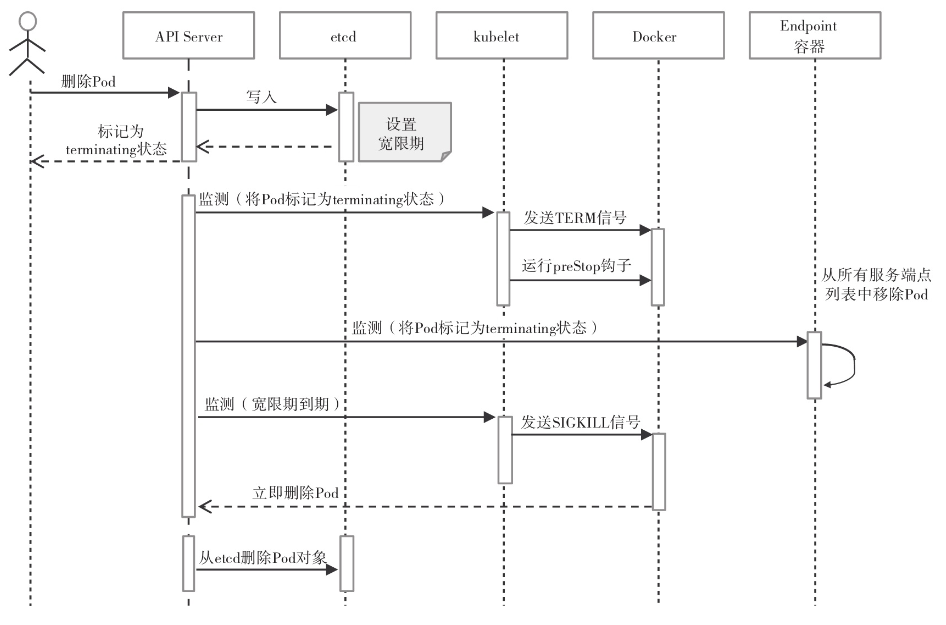 API Server
etcd
kubelet
Docker
Endpoint
容器
删除Pod
写入
设置
宽限期
标记为
terminating状态
监测（将Pod标记为terminating状态）
发送TERM信号
运行preStop钩子
从所有服务端点
列表中移除Pod
监测（将Pod标记为terminating状态）
监测（宽限期到期）
发送SIGKILL信号
立即删除Pod
从etcd删除Pod对象